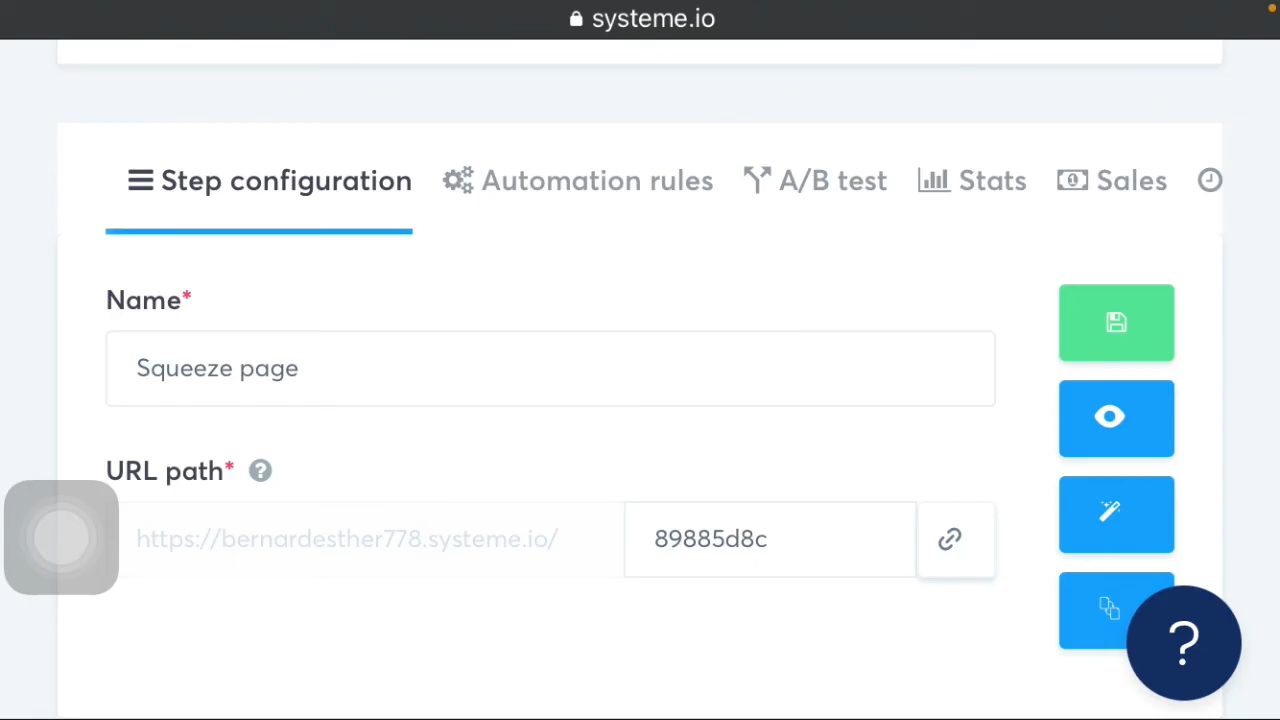 systeme.io
Step configuration Automation rules A/B test Stats Sales
Name*
Squeeze page
URL path* ?
https://bernardesther778.systeme.io/ 89885d8c
?